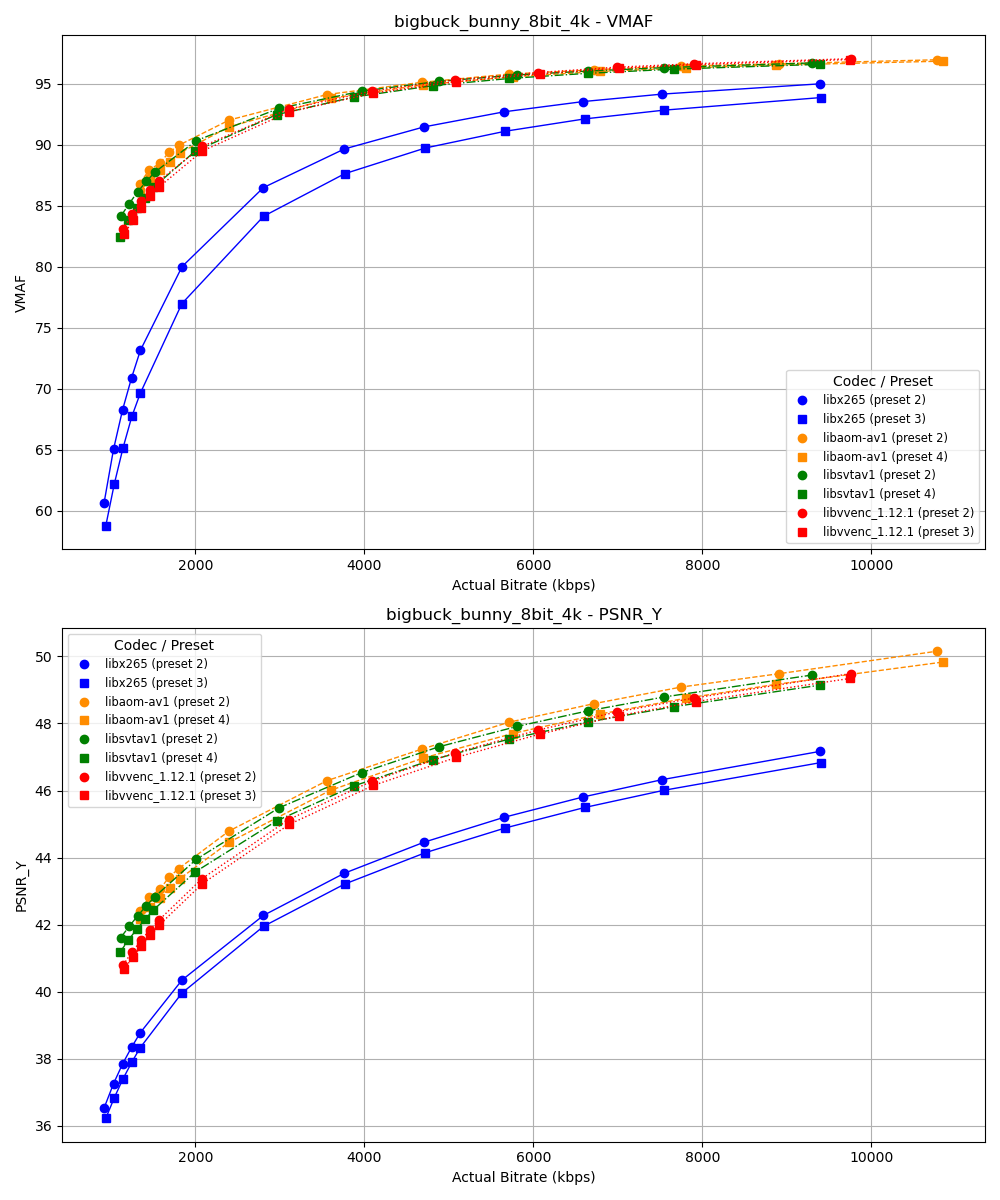 bigbuck_bunny_8bit_4k - VMAF
95
90
85
80
75
70
65
60
VMAF
Codec / Preset
libx265 (preset 2)
libx265 (preset 3)
libaom-av1 (preset 2)
libaom-av1 (preset 4)
libsvtav1 (preset 2)
libsvtav1 (preset 4)
libvvenc_1.12.1 (preset 2)
libvvenc_1.12.1 (preset 3)
2000 4000 6000 8000 10000
Actual Bitrate (kbps)
bigbuck_bunny_8bit_4k - PSNR_Y
Codec / Preset
libx265 (preset 2)
libx265 (preset 3)
libaom-av1 (preset 2)
libaom-av1 (preset 4)
libsvtav1 (preset 2)
libsvtav1 (preset 4)
libvvenc_1.12.1 (preset 2)
libvvenc_1.12.1 (preset 3)
50
48
46
44
42
40
38
36
PSNR_Y
2000 4000 6000 8000 10000
Actual Bitrate (kbps)